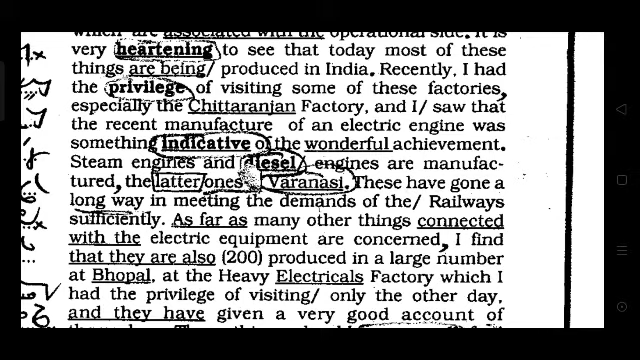 which are associated with the operational side. It is
very heartening to see that today most of these
things are being/ produced in India. Recently, I had
the privilege of visiting some of these factories,
especially the Chittaranjan Factory, and I/ saw that
the recent manufacture of an electric engine was
something indicative of the wonderful achievement.
Steam engines and diesel/ engines are manufac-
tured, the latter ones Varanasi. These have gone a
long way in meeting the demands of the/ Railways
sufficiently. As far as many other things connected
with the electric equipment are concerned, I find
that they are also (200) produced in a large number
at Bhopal, at the Heavy Electricals Factory which I
had the privilege of visiting/ only the other day,
and they have given a very good account of